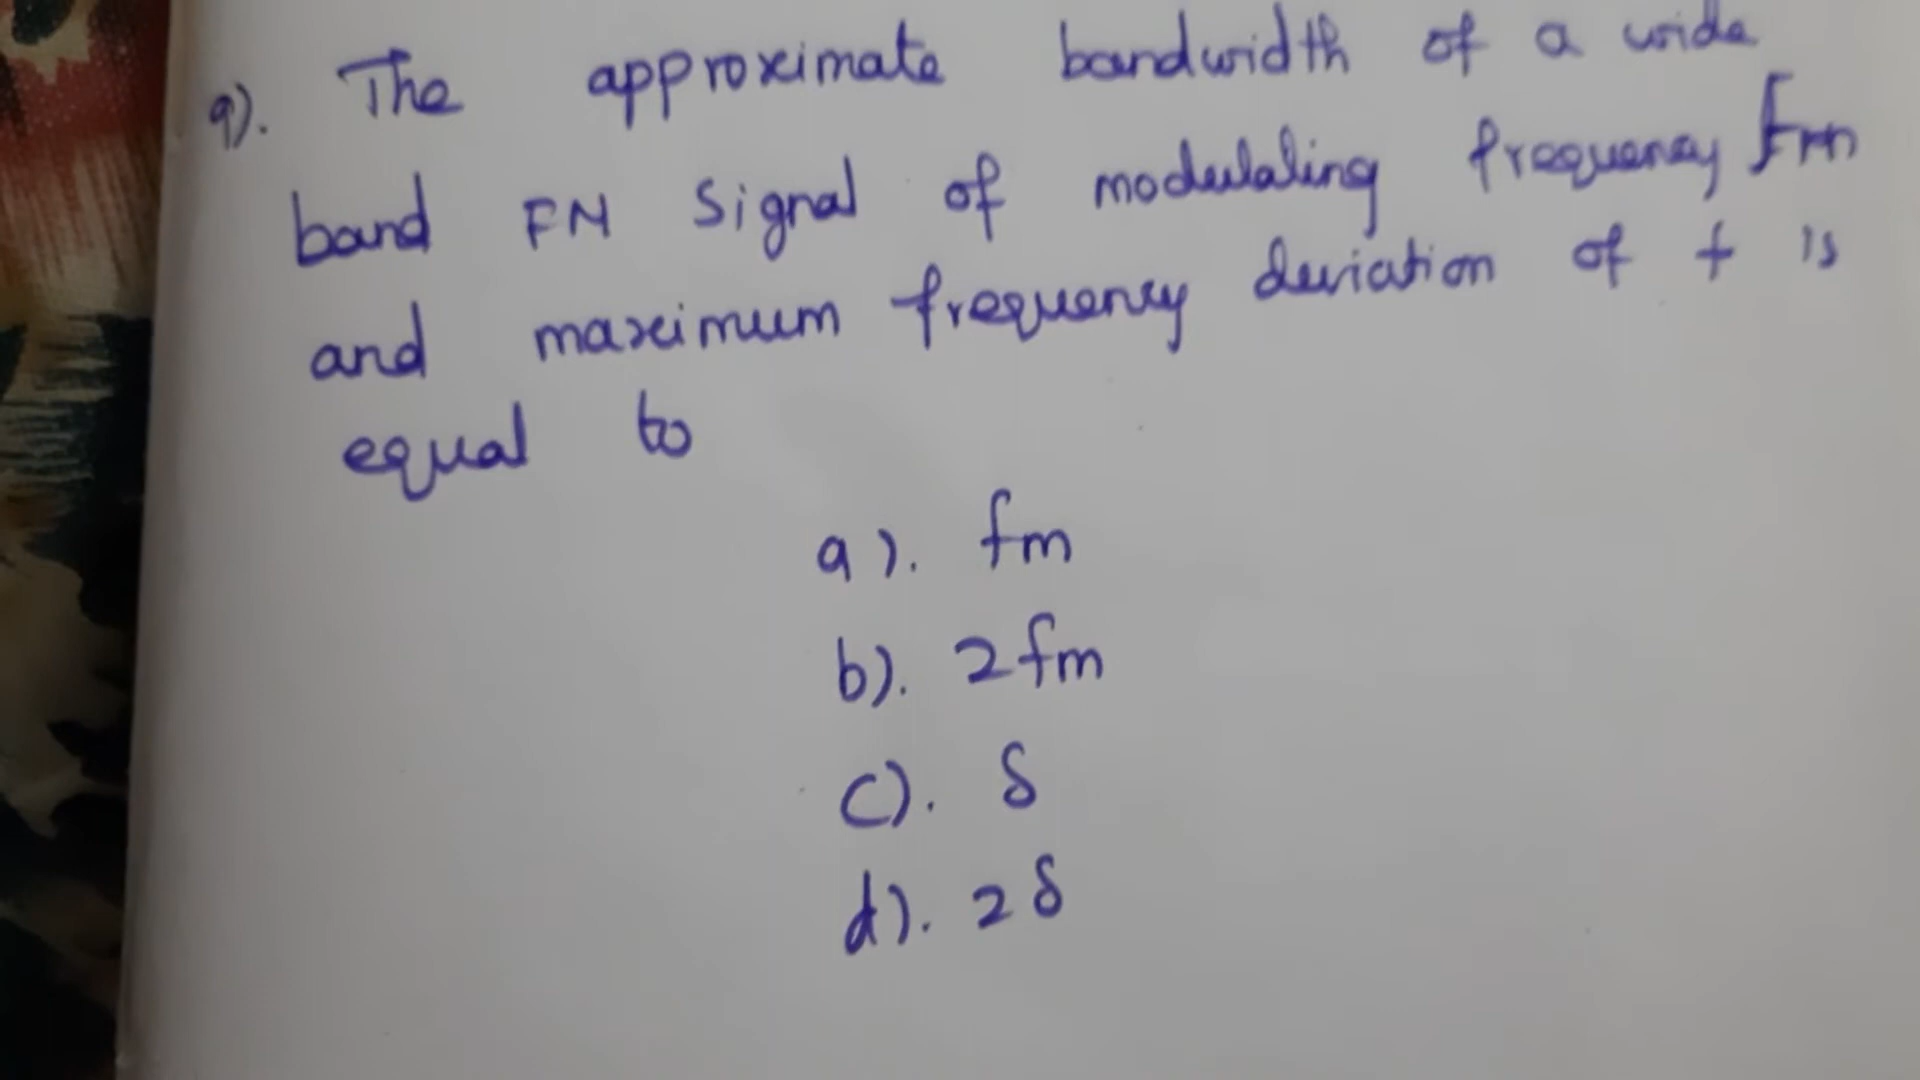 9). The approximate bandwidth of a wide
band FM Signal of modulating frequency Fm
and maximum frequency deviation of f is
equal to
a). fm
b). 2fm
c). δ
d). 2δ